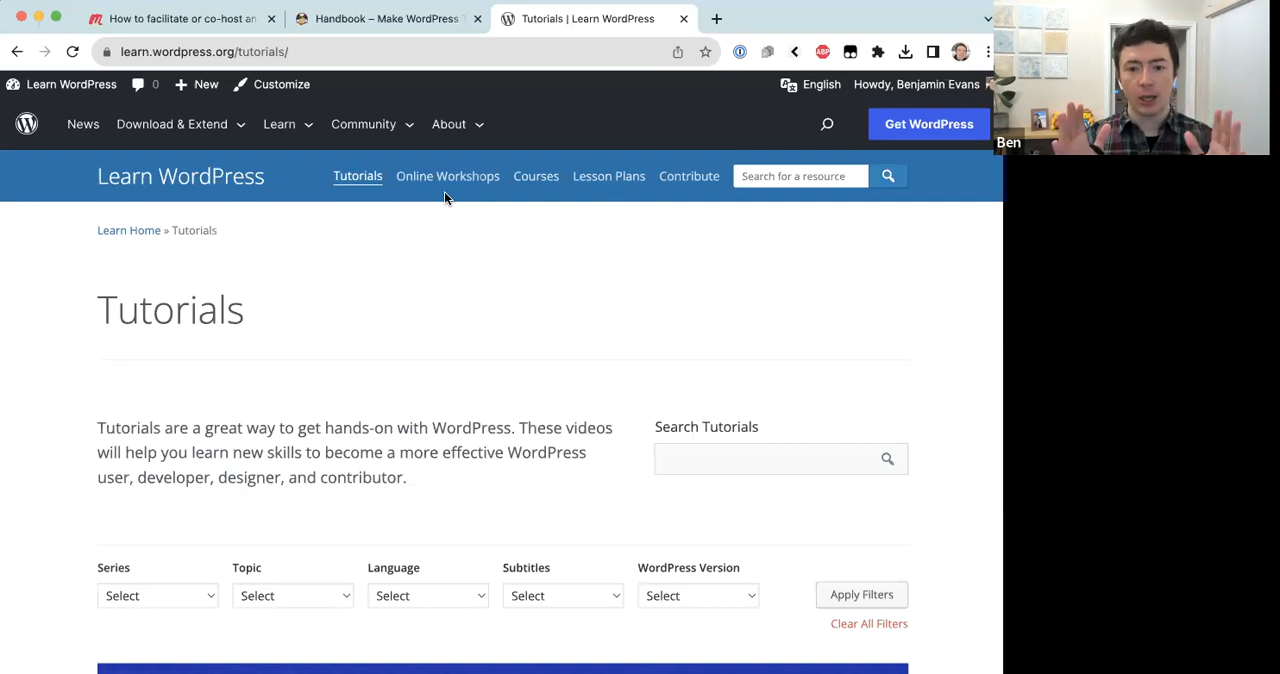 How to facilitate or co-host an
Handbook – Make WordPress T
Tutorials | Learn WordPress
learn.wordpress.org/tutorials/
ABP
Learn WordPress
0
New
Customize
English
Howdy, Benjamin Evans
News
Download & Extend
Learn
Community
About
Get WordPress
Ben
Learn WordPress
Tutorials
Online Workshops
Courses
Lesson Plans
Contribute
Search for a resource
Learn Home » Tutorials
Tutorials
Tutorials are a great way to get hands-on with WordPress. These videos
will help you learn new skills to become a more effective WordPress
user, developer, designer, and contributor.
Search Tutorials
Series
Topic
Language
Subtitles
WordPress Version
Select
Select
Select
Select
Select
Apply Filters
Clear All Filters